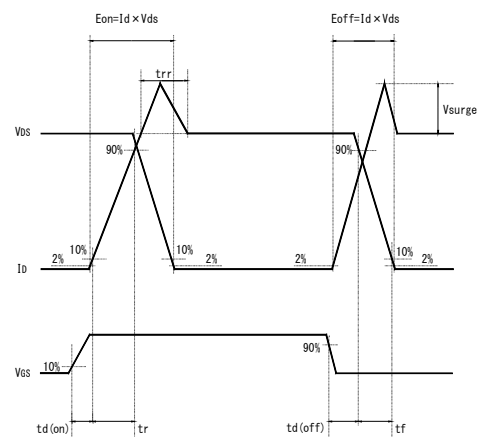 Eon=Id×Vds
Eoff=Id×Vds
trr
Vsurge
VDS
90%
90%
10%
10%
10%
2%
2%
2%
2%
ID
VGS
10%
90%
td(on)
tr
td(off)
tf